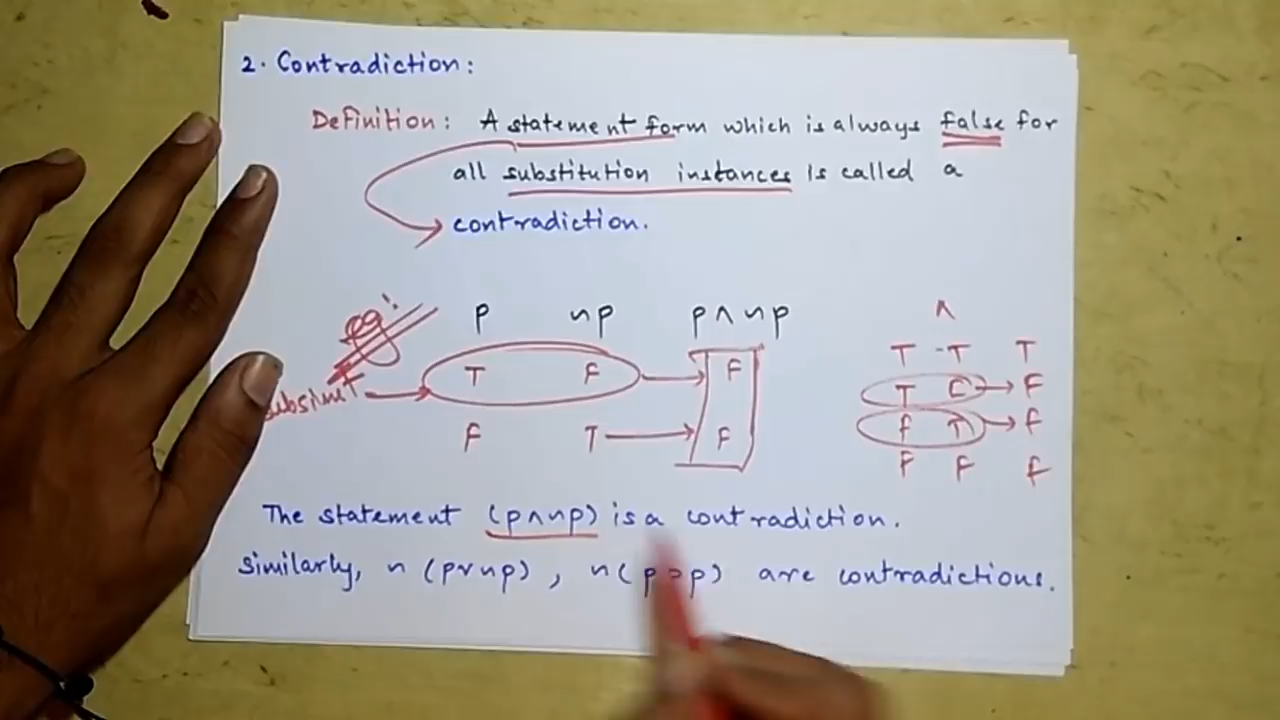 2. Contradiction:
Definition: A statement form which is always false for
all substitution instances is called a
contradiction.
eg:
p ~p p ∧ ~p ∧
T T T
T F F T F F
F T F
F T F F F F
The statement (p∧~p) is a contradiction.
Similarly, ~ (p∨~p) , ~(p⊃p) are contradictions.